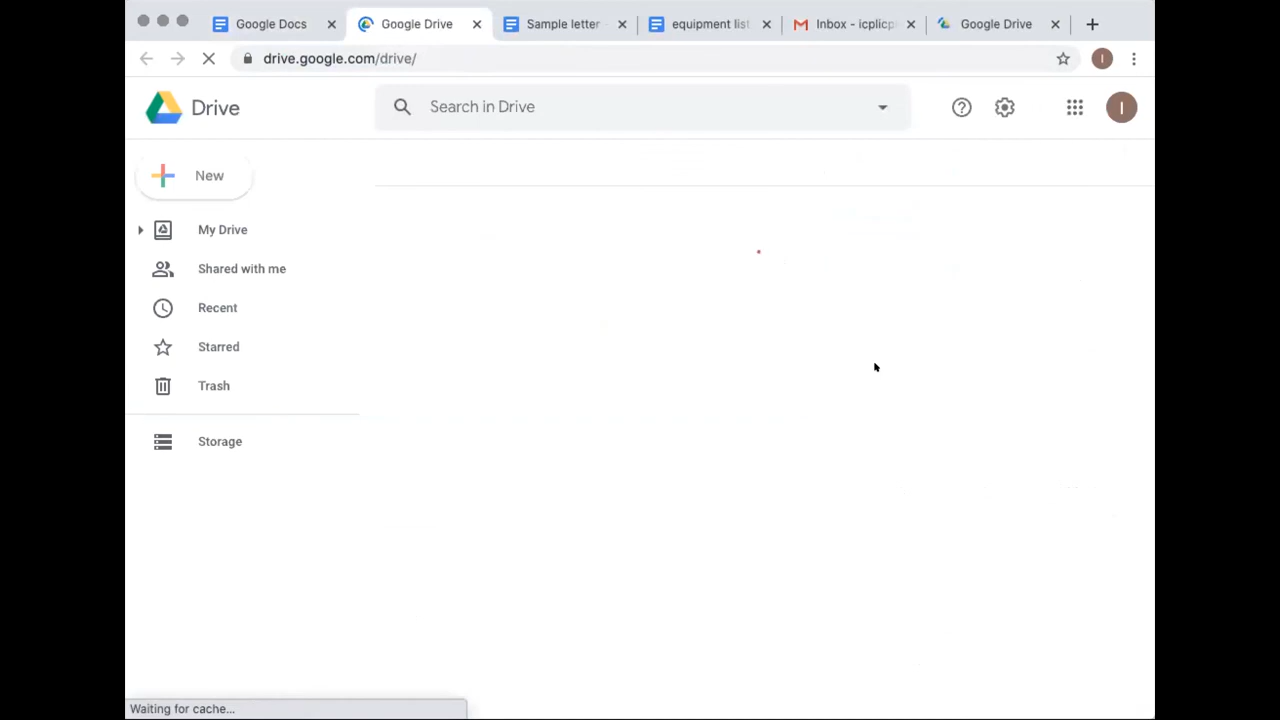 Google Docs
Google Drive
Sample letter
equipment list
Inbox - icplicp
Google Drive
drive.google.com/drive/
I
Drive
Search in Drive
I
New
My Drive
Shared with me
Recent
Starred
Trash
Storage
Waiting for cache...